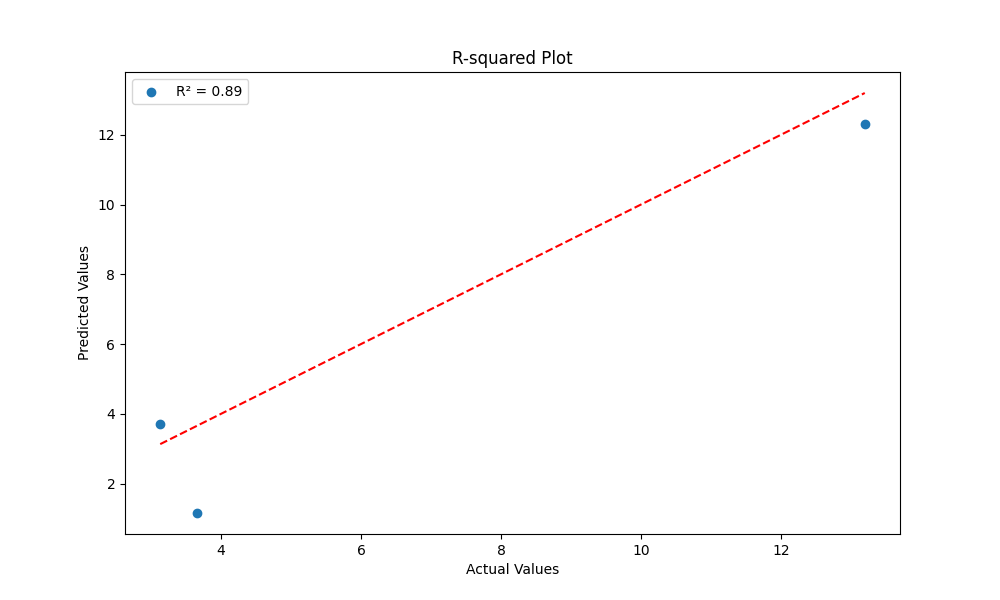 R-squared Plot
R² = 0.89
Predicted Values
12
10
8
6
4
2
4 6 8 10 12
Actual Values